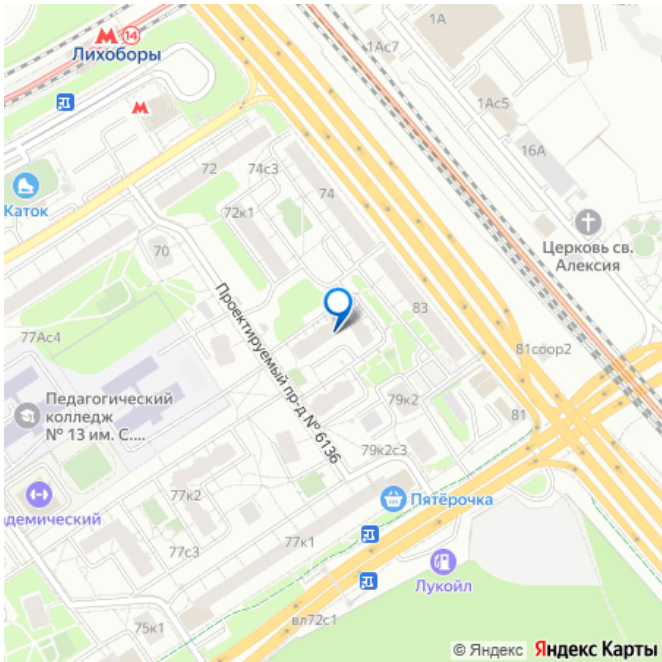 М 14
Лихоборы
М
Каток
1А
1Ас7
1Ас5
16А
72
74с3
74
72к1
70
Церковь св.
Алексия
83
77Ас4
Проектируемый пр-д № 6136
81соор2
Педагогический
колледж
№ 13 им. С....
79к2
81
79к2с3
77к2
Пятёрочка
адемический
77с3
77к1
Лукойл
вл72с1
75к1
© Яндекс Яндекс Карты